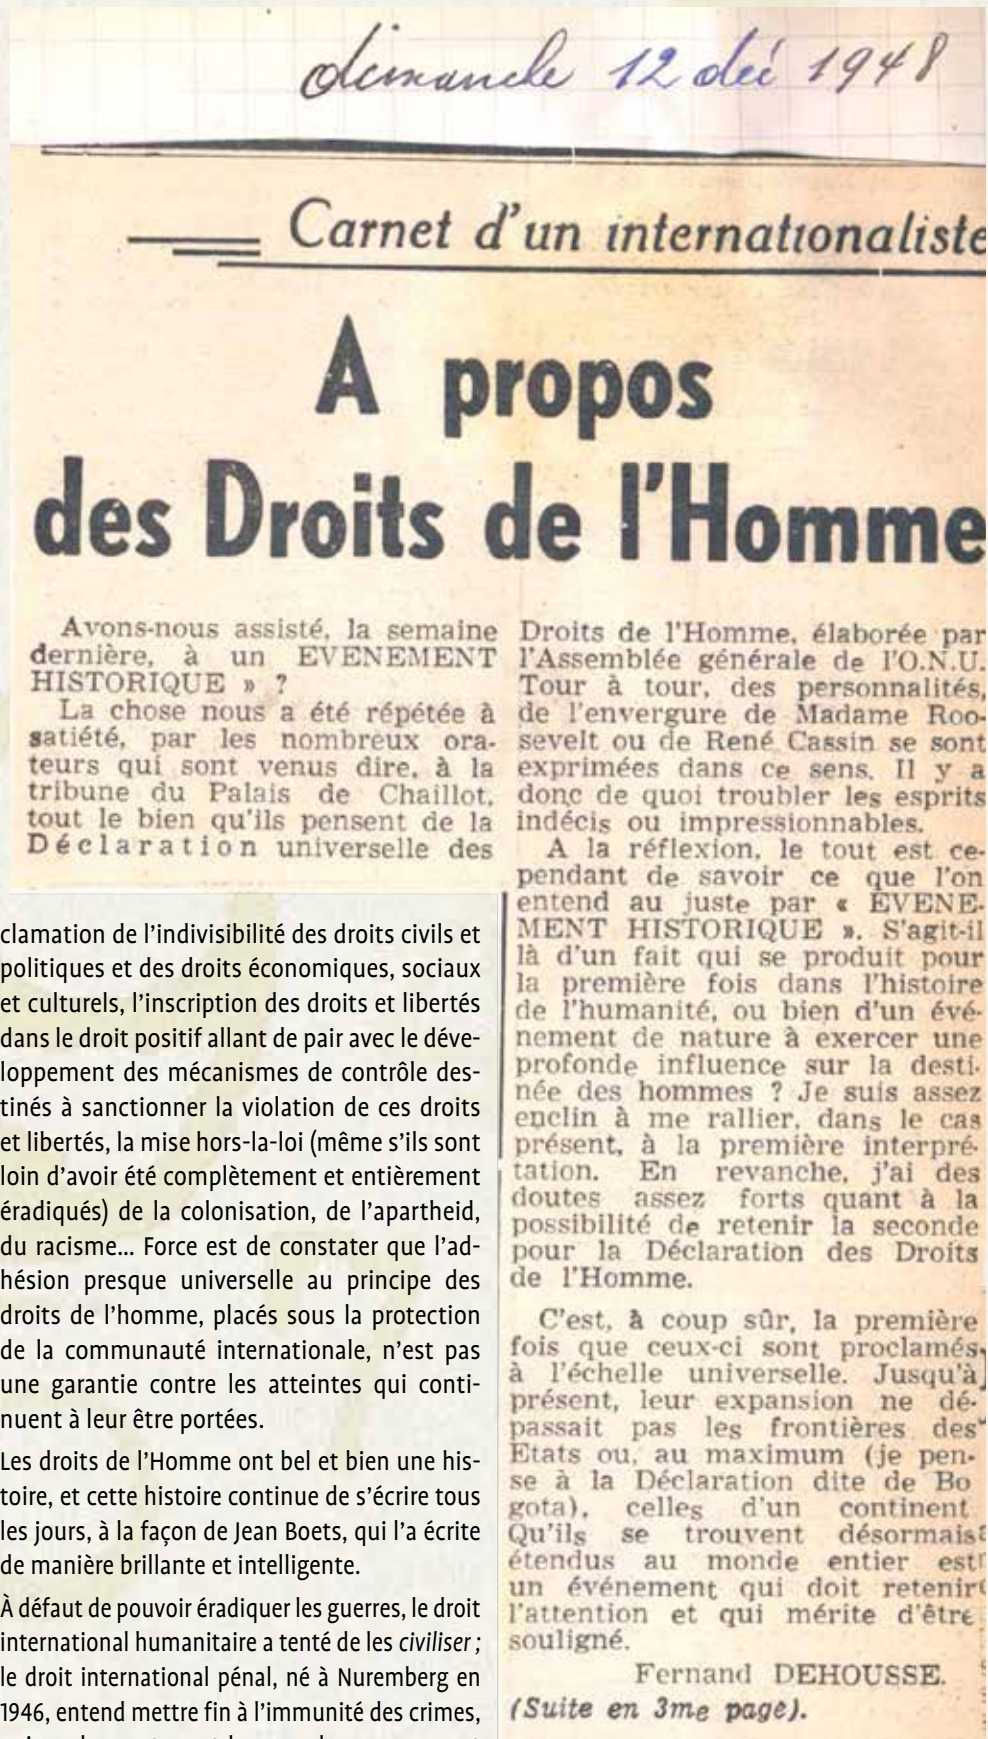 dimanche 12 déc 1948
Carnet d'un internationaliste
A propos
des Droits de l'Homme
Avons-nous assisté, la semaine
dernière, à un EVENEMENT
HISTORIQUE » ?
La chose nous a été répétée à
satiété, par les nombreux ora-
teurs qui sont venus dire, à la
tribune du Palais de Chaillot,
tout le bien qu'ils pensent de la
Déclaration universelle des
Droits de l'Homme, élaborée par
l'Assemblée générale de l'O.N.U.
Tour à tour, des personnalités,
de l'envergure de Madame Roo-
sevelt ou de René Cassin se sont
exprimées dans ce sens. Il y a
donc de quoi troubler les esprits
indécis ou impressionnables.
A la réflexion, le tout est ce-
pendant de savoir ce que l'on
entend au juste par « EVENE-
MENT HISTORIQUE ». S'agit-il
là d'un fait qui se produit pour
la première fois dans l'histoire
de l'humanité, ou bien d'un évé-
nement de nature à exercer une
profonde influence sur la desti-
née des hommes ? Je suis assez
enclin à me rallier, dans le cas
présent, à la première interpré-
tation. En revanche, j'ai des
doutes assez forts quant à la
possibilité de retenir la seconde
pour la Déclaration des Droits
de l'Homme.
C'est, à coup sûr, la première
fois que ceux-ci sont proclamés
à l'échelle universelle. Jusqu'à
présent, leur expansion ne dé-
passait pas les frontières des
Etats ou, au maximum (je pen-
se à la Déclaration dite de Bo
gota), celles d'un continent
Qu'ils se trouvent désormais
étendus au monde entier est
un événement qui doit retenir
l'attention et qui mérite d'être
souligné.
Fernand DEHOUSSE.
(Suite en 3me page).
clamation de l'indivisibilité des droits civils et
politiques et des droits économiques, sociaux
et culturels, l'inscription des droits et libertés
dans le droit positif allant de pair avec le déve-
loppement des mécanismes de contrôle des-
tinés à sanctionner la violation de ces droits
et libertés, la mise hors-la-loi (même s'ils sont
loin d'avoir été complètement et entièrement
éradiqués) de la colonisation, de l'apartheid,
du racisme... Force est de constater que l'ad-
hésion presque universelle au principe des
droits de l'homme, placés sous la protection
de la communauté internationale, n'est pas
une garantie contre les atteintes qui conti-
nuent à leur être portées.
Les droits de l'Homme ont bel et bien une his-
toire, et cette histoire continue de s'écrire tous
les jours, à la façon de Jean Boets, qui l'a écrite
de manière brillante et intelligente.
À défaut de pouvoir éradiquer les guerres, le droit
international humanitaire a tenté de les civiliser ;
le droit international pénal, né à Nuremberg en
1946, entend mettre fin à l'immunité des crimes,